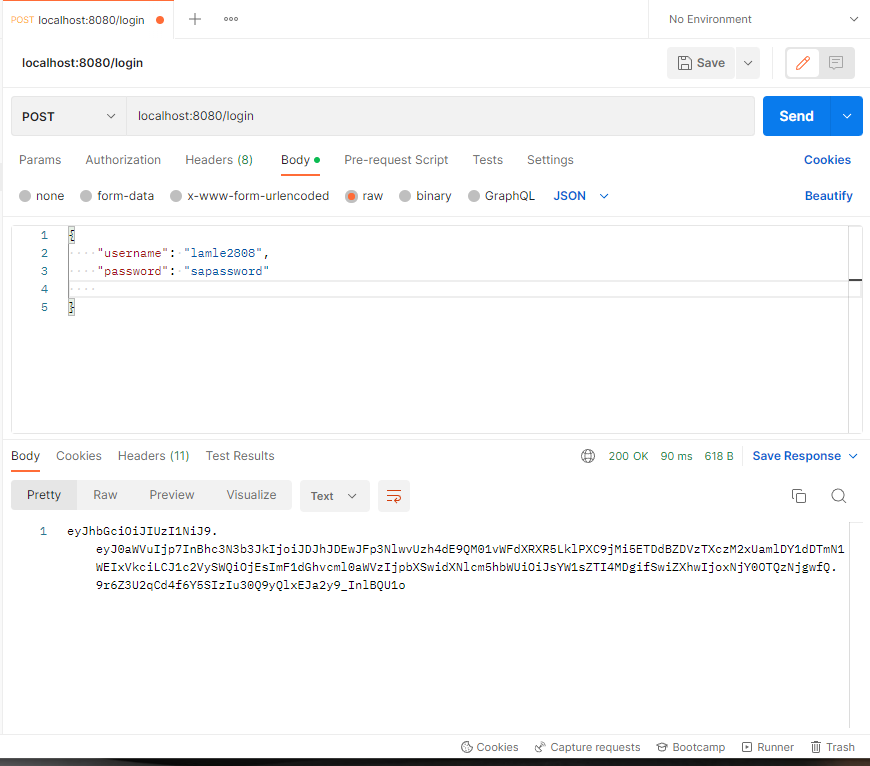 POST localhost:8080/login
No Environment
localhost:8080/login
Save
POST localhost:8080/login Send
Params Authorization Headers (8) Body Pre-request Script Tests Settings Cookies
none form-data x-www-form-urlencoded raw binary GraphQL JSON Beautify
1 {
2 "username": "lamle2808",
3 "password": "sapassword"
4
5 }
Body Cookies Headers (11) Test Results 200 OK 90 ms 618 B Save Response
Pretty Raw Preview Visualize Text
1 eyJhbGciOiJIUzI1NiJ9.
eyJ0aWVuIjp7InBhc3N3b3JkIjoiJDJhJDEwJFp3NlwvUzh4dE9QM01vWFdXRXR5LklPXC9jMi5ETDdBZDVzTXczM2xUamlDY1dDTmN1
WEIxVkciLCJ1c2VySWQiOjEsImF1dGhvcml0aWVzIjpbXSwidXNlcm5hbWUiOiJsYW1sZTI4MDgifSwiZXhwIjoxNjY0OTQzNjgwfQ.
9r6Z3U2qCd4f6Y5SIzIu30Q9yQlxEJa2y9_InlBQU1o
Cookies Capture requests Bootcamp Runner Trash